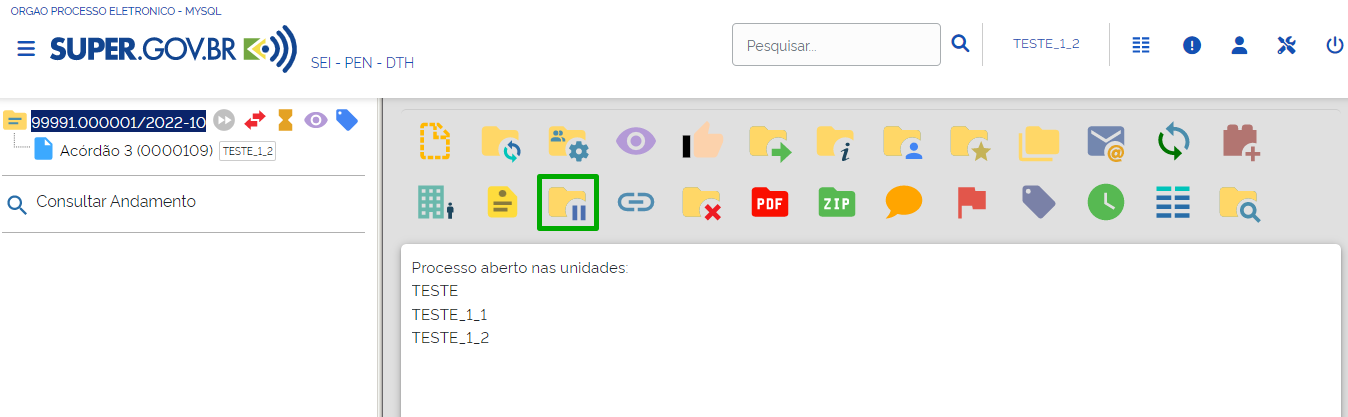 ORGAO PROCESSO ELETRONICO - MYSQL
SUPER.GOV.BR
SEI - PEN - DTH
Pesquisar...
TESTE_1_2
99991.000001/2022-10
Acórdão 3 (0000109) TESTE_1_2
Consultar Andamento
PDF
ZIP
Processo aberto nas unidades:
TESTE
TESTE_1_1
TESTE_1_2